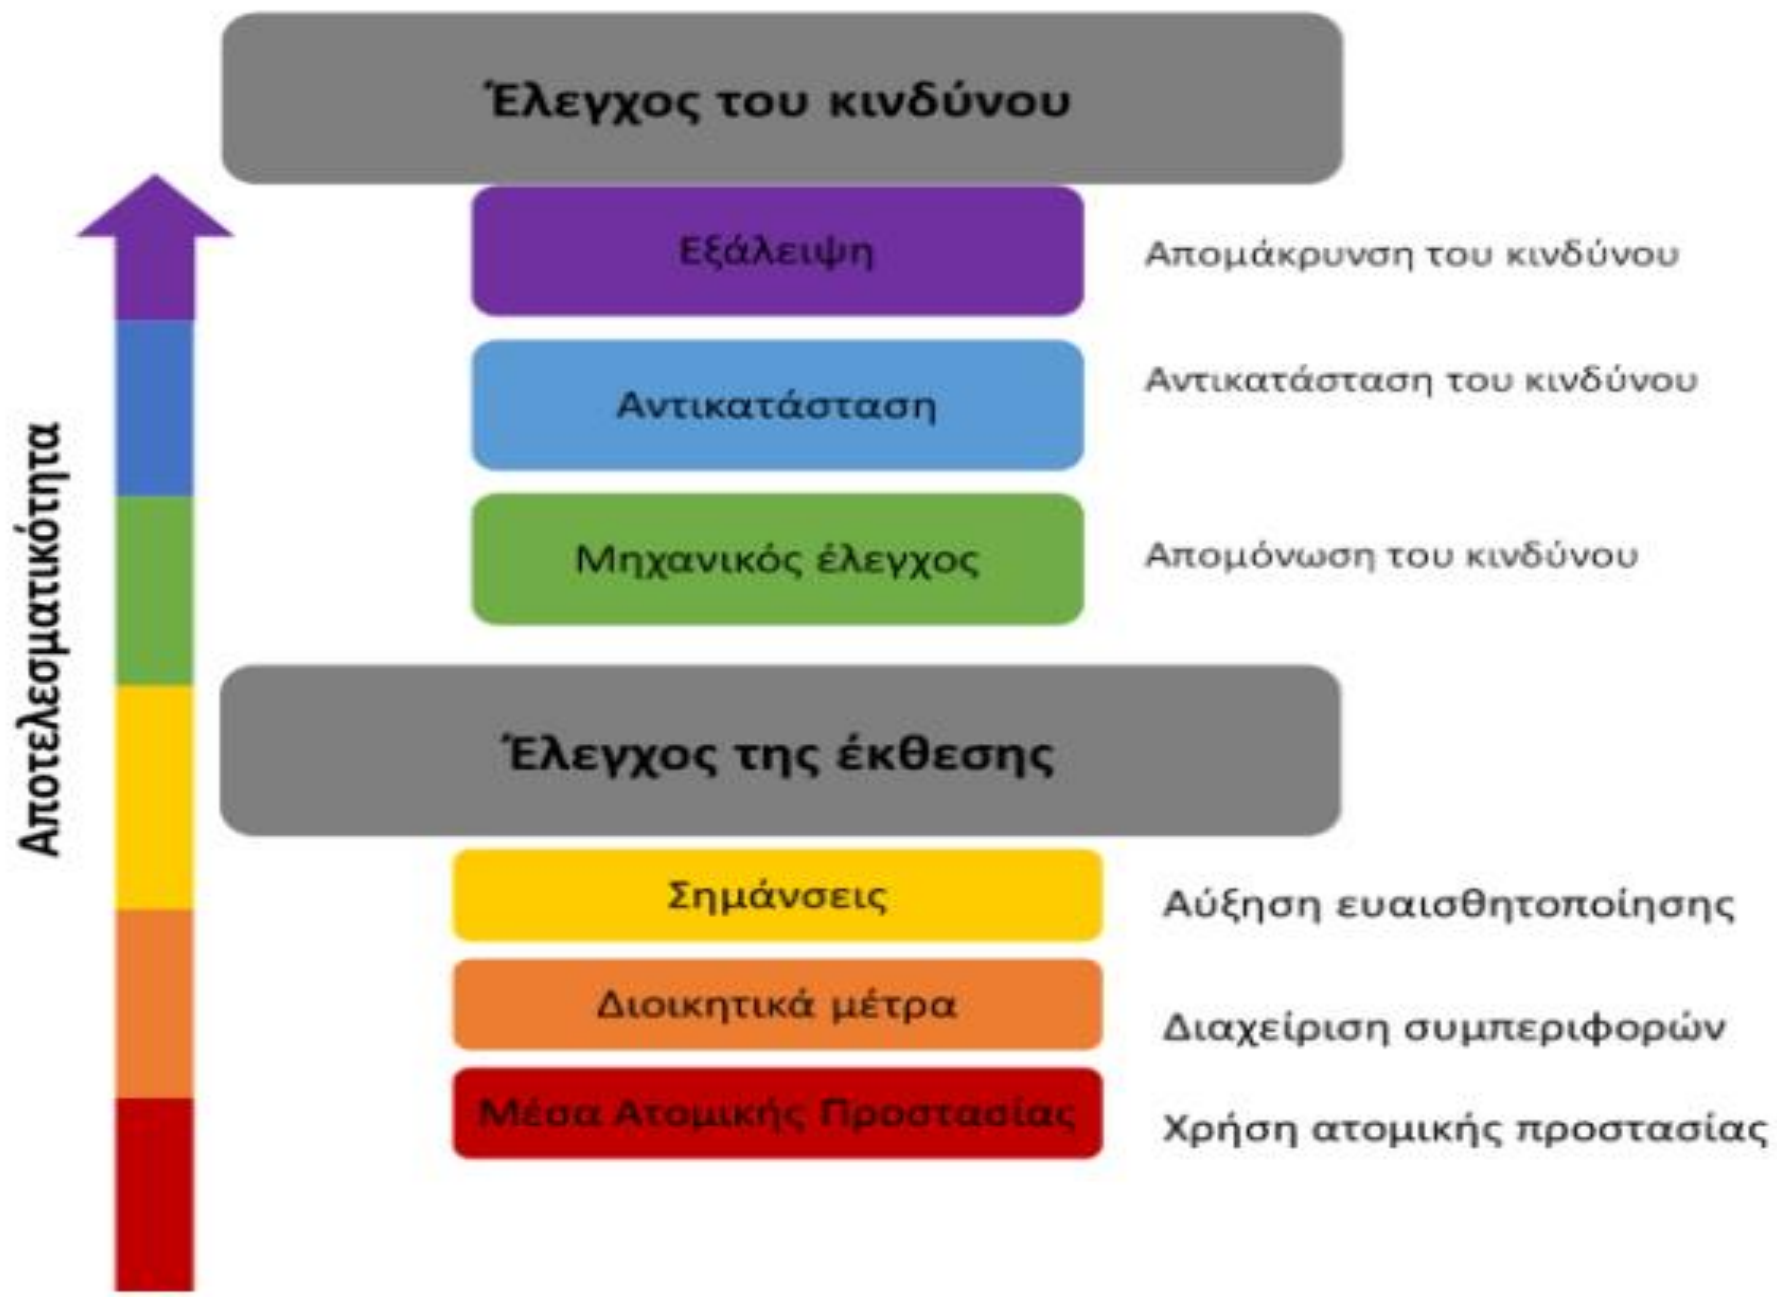 Έλεγχος του κινδύνου
Εξάλειψη
Απομάκρυνση του κινδύνου
Αντικατάσταση
Αντικατάσταση του κινδύνου
Μηχανικός έλεγχος
Απομόνωση του κινδύνου
Αποτελεσματικότητα
Έλεγχος της έκθεσης
Σημάνσεις
Αύξηση ευαισθητοποίησης
Διοικητικά μέτρα
Διαχείριση συμπεριφορών
Μέσα Ατομικής Προστασίας
Χρήση ατομικής προστασίας